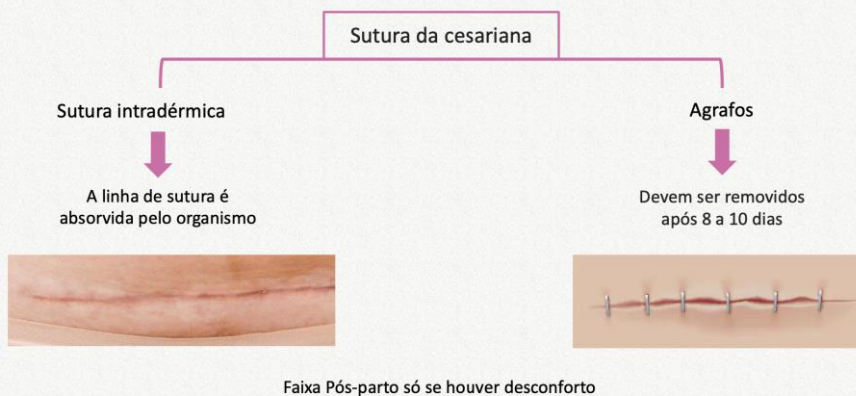 Sutura da cesariana
Sutura intradérmica
A linha de sutura é
absorvida pelo organismo
Agrafos
Devem ser removidos
após 8 a 10 dias
Faixa Pós-parto só se houver desconforto